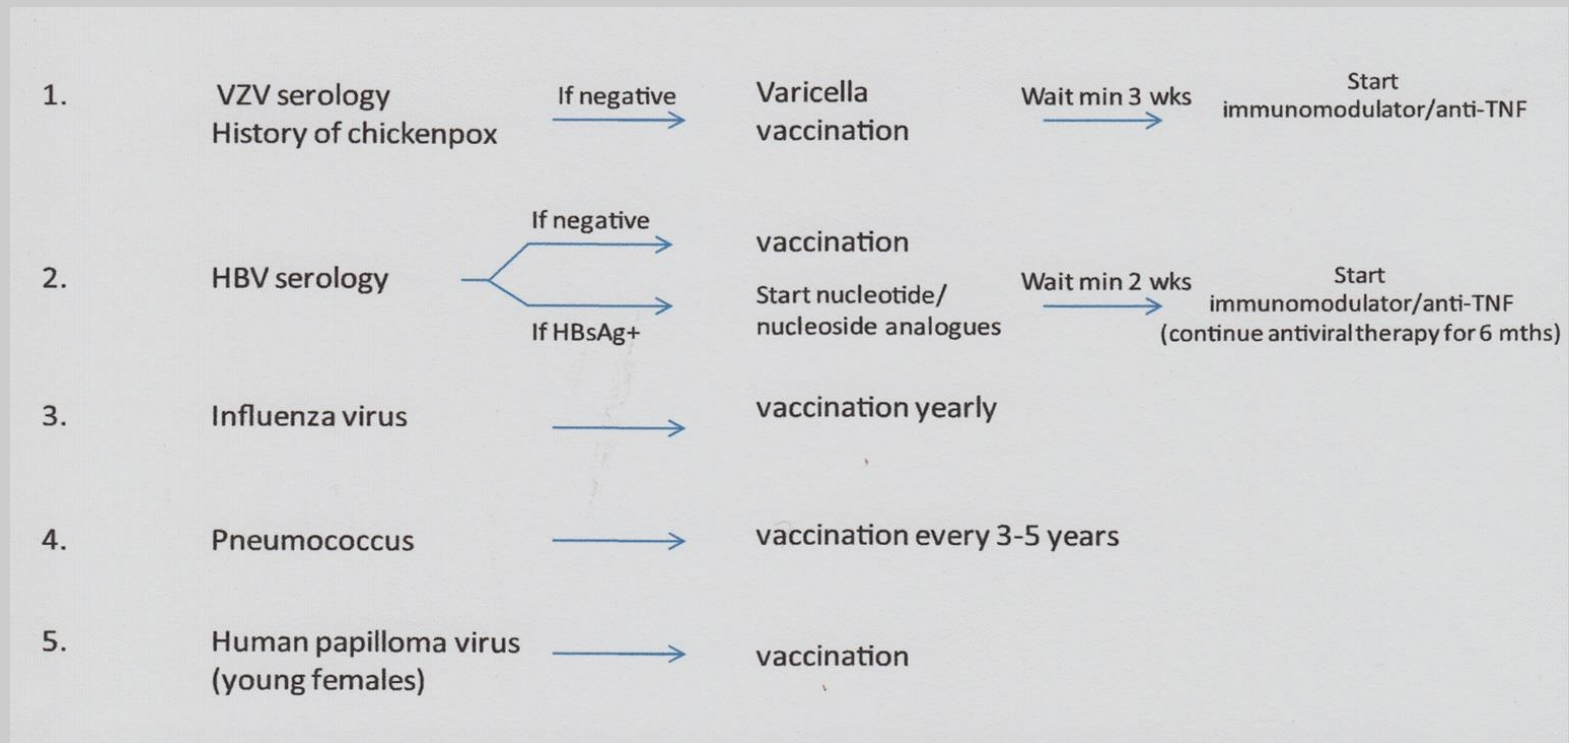 1.
VZV serology
History of chickenpox
If negative
Varicella
vaccination
Wait min 3 wks
Start
immunomodulator/anti-TNF
2.
HBV serology
If negative
vaccination
If HBsAg+
Start nucleotide/
nucleoside analogues
Wait min 2 wks
Start
immunomodulator/anti-TNF
(continue antiviral therapy for 6 mths)
3.
Influenza virus
vaccination yearly
4.
Pneumococcus
vaccination every 3-5 years
5.
Human papilloma virus
(young females)
vaccination